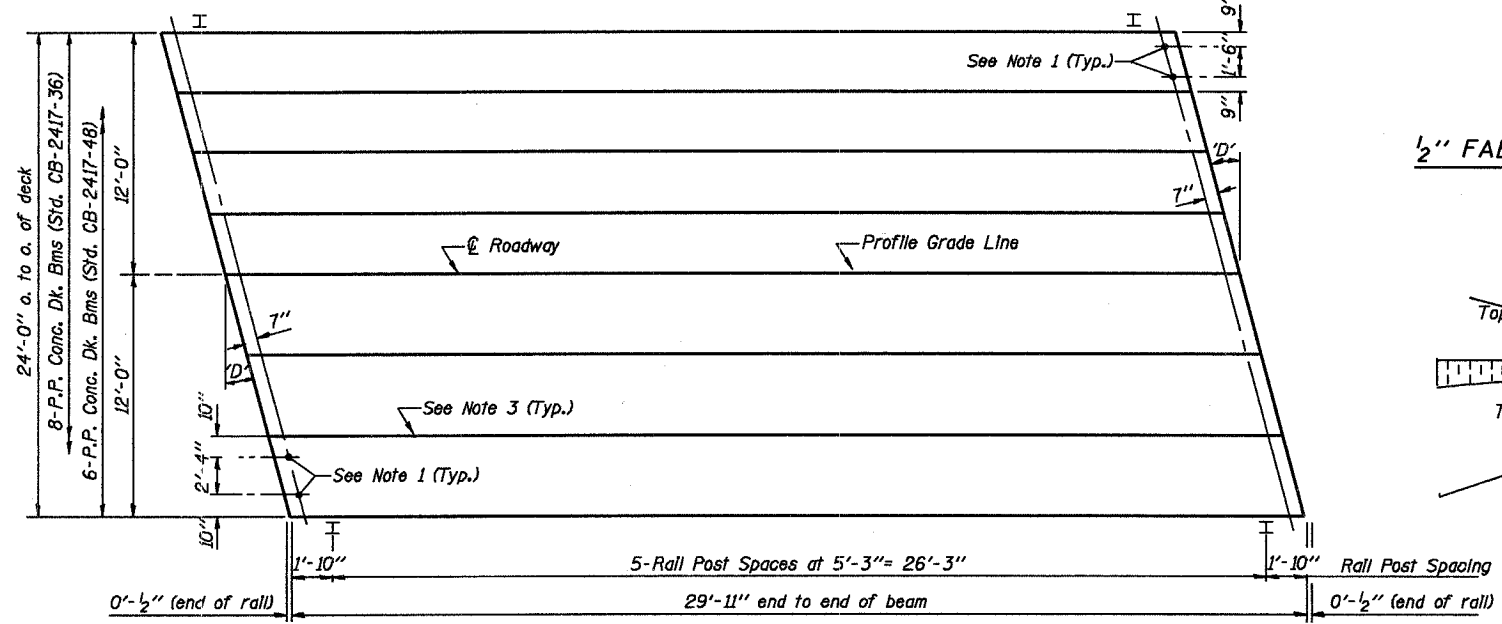 9"
See Note 1 (Typ.)
1'-6"
9"
24'-0" o. to o. of deck
8-P.P. Conc. Dk. Bms (Std. CB-2417-36)
6-P.P. Conc. Dk. Bms (Std. CB-2417-48)
12'-0"
12'-0"
'D'
7"
½" FA
℄ Roadway
Profile Grade Line
7"
'D'
To
T
See Note 3 (Typ.)
10"
2'-4"
See Note 1 (Typ.)
10"
1'-10"
5-Rail Post Spaces at 5'-3"= 26'-3"
1'-10"
Rail Post Spacing
0'-½" (end of rail)
29'-11" end to end of beam
0'-½" (end of rail)